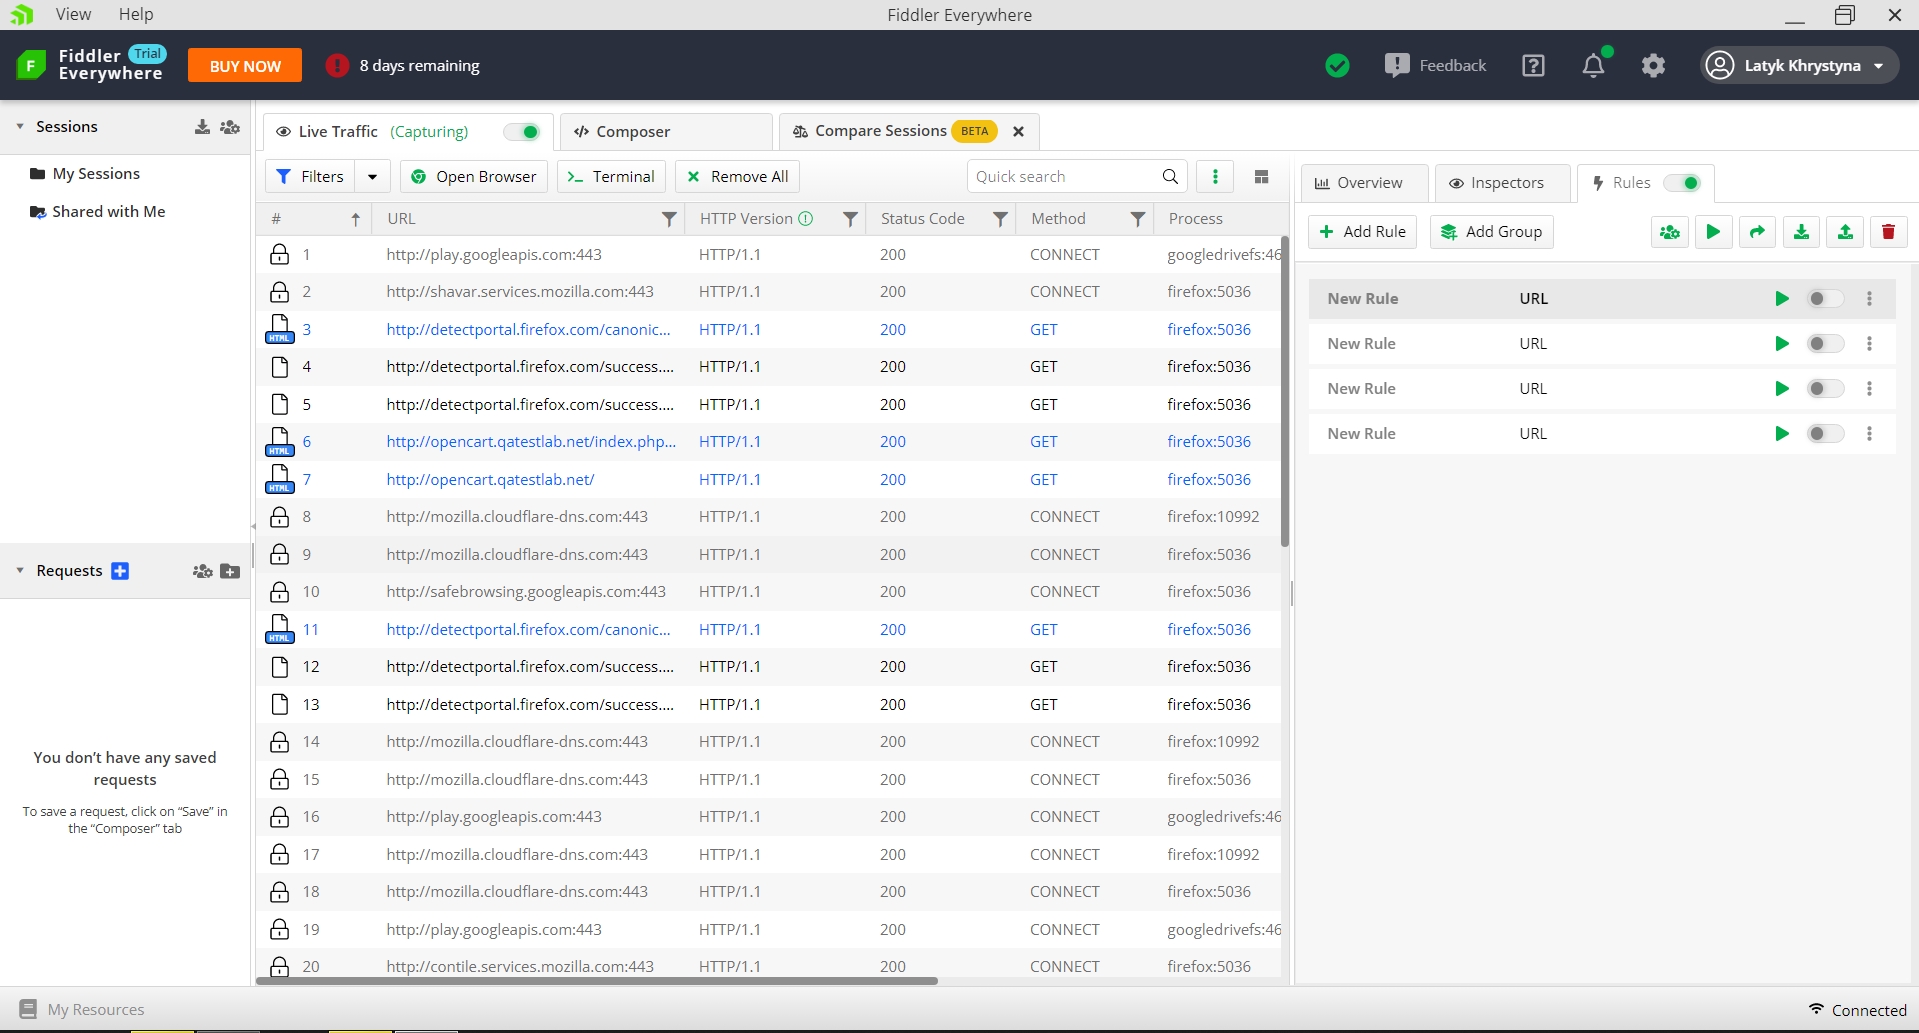 View Help Fiddler Everywhere
Fiddler Trial
Everywhere
BUY NOW
8 days remaining
Feedback
Latyk Khrystyna
Sessions
My Sessions
Shared with Me
Requests
You don’t have any saved
requests
To save a request, click on “Save” in
the “Composer” tab
Live Traffic (Capturing)
Composer
Compare Sessions BETA
Filters Open Browser Terminal Remove All Quick search
# URL HTTP Version Status Code Method Process
1 http://play.googleapis.com:443 HTTP/1.1 200 CONNECT googledrivefs:46
2 http://shavar.services.mozilla.com:443 HTTP/1.1 200 CONNECT firefox:5036
HTML 3 http://detectportal.firefox.com/canonic... HTTP/1.1 200 GET firefox:5036
4 http://detectportal.firefox.com/success.... HTTP/1.1 200 GET firefox:5036
5 http://detectportal.firefox.com/success.... HTTP/1.1 200 GET firefox:5036
HTML 6 http://opencart.qatestlab.net/index.php... HTTP/1.1 200 GET firefox:5036
HTML 7 http://opencart.qatestlab.net/ HTTP/1.1 200 GET firefox:5036
8 http://mozilla.cloudflare-dns.com:443 HTTP/1.1 200 CONNECT firefox:10992
9 http://mozilla.cloudflare-dns.com:443 HTTP/1.1 200 CONNECT firefox:5036
10 http://safebrowsing.googleapis.com:443 HTTP/1.1 200 CONNECT firefox:5036
HTML 11 http://detectportal.firefox.com/canonic... HTTP/1.1 200 GET firefox:5036
12 http://detectportal.firefox.com/success.... HTTP/1.1 200 GET firefox:5036
13 http://detectportal.firefox.com/success.... HTTP/1.1 200 GET firefox:5036
14 http://mozilla.cloudflare-dns.com:443 HTTP/1.1 200 CONNECT firefox:10992
15 http://mozilla.cloudflare-dns.com:443 HTTP/1.1 200 CONNECT firefox:5036
16 http://play.googleapis.com:443 HTTP/1.1 200 CONNECT googledrivefs:46
17 http://mozilla.cloudflare-dns.com:443 HTTP/1.1 200 CONNECT firefox:10992
18 http://mozilla.cloudflare-dns.com:443 HTTP/1.1 200 CONNECT firefox:5036
19 http://play.googleapis.com:443 HTTP/1.1 200 CONNECT googledrivefs:46
20 http://contile.services.mozilla.com:443 HTTP/1.1 200 CONNECT firefox:5036
Overview Inspectors Rules
Add Rule Add Group
New Rule URL
New Rule URL
New Rule URL
New Rule URL
My Resources
Connected